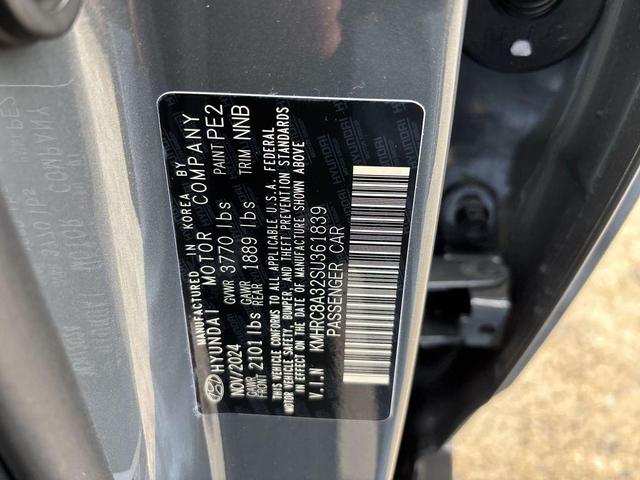 MANUFACTURED IN KOREA BY
HYUNDAI MOTOR COMPANY
NOV/2024 GVWR 3770 lbs PAINT PE2
GAWR FRONT 2101 lbs GAWR REAR 1889 lbs TRIM NNB
THIS VEHICLE CONFORMS TO ALL APPLICABLE U.S.A. FEDERAL
MOTOR VEHICLE SAFETY, BUMPER, AND THEFT PREVENTION STANDARDS
IN EFFECT ON THE DATE OF MANUFACTURE SHOWN ABOVE
V.I.N KMHRC8A32SU361839
PASSENGER CAR